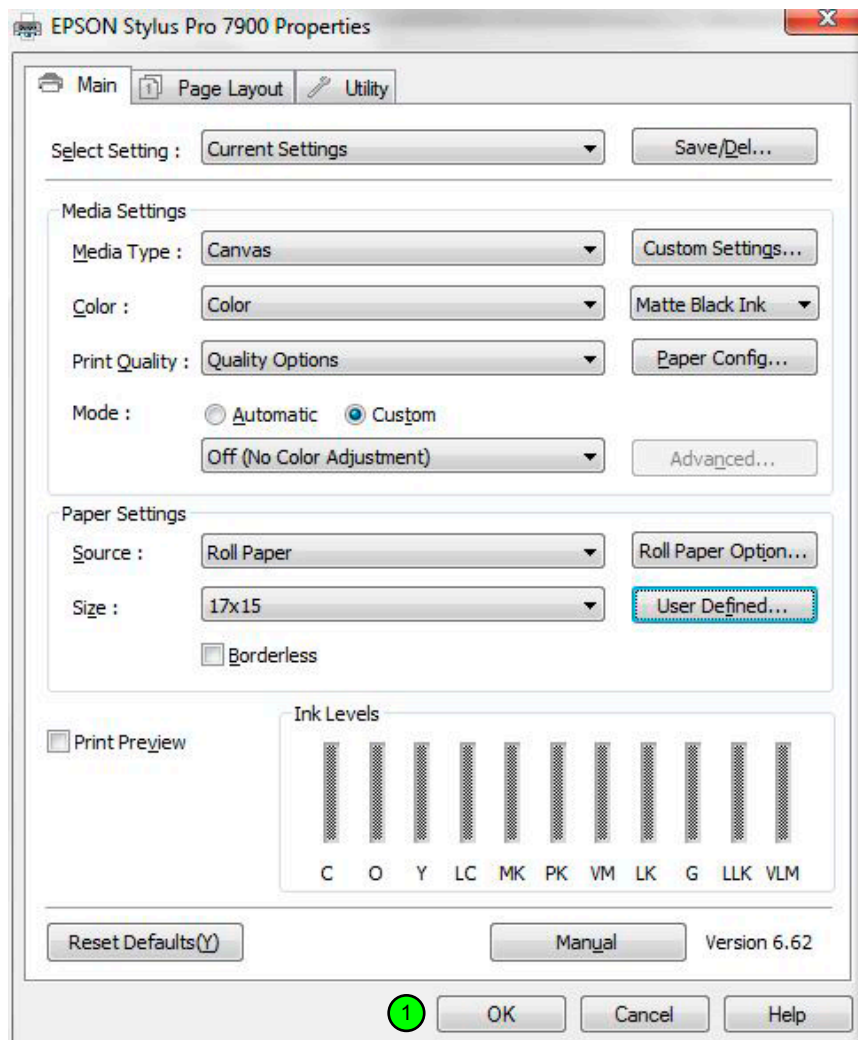 EPSON Stylus Pro 7900 Properties
X
Main
1 Page Layout
Utility
Select Setting : Current Settings Save/Del...
Media Settings
Media Type : Canvas Custom Settings...
Color : Color Matte Black Ink
Print Quality : Quality Options Paper Config...
Mode : Automatic Custom
Off (No Color Adjustment) Advanced...
Paper Settings
Source : Roll Paper Roll Paper Option...
Size : 17x15 User Defined...
Borderless
Print Preview
Ink Levels
C O Y LC MK PK VM LK G LLK VLM
Reset Defaults(Y) Manual Version 6.62
1 OK Cancel Help